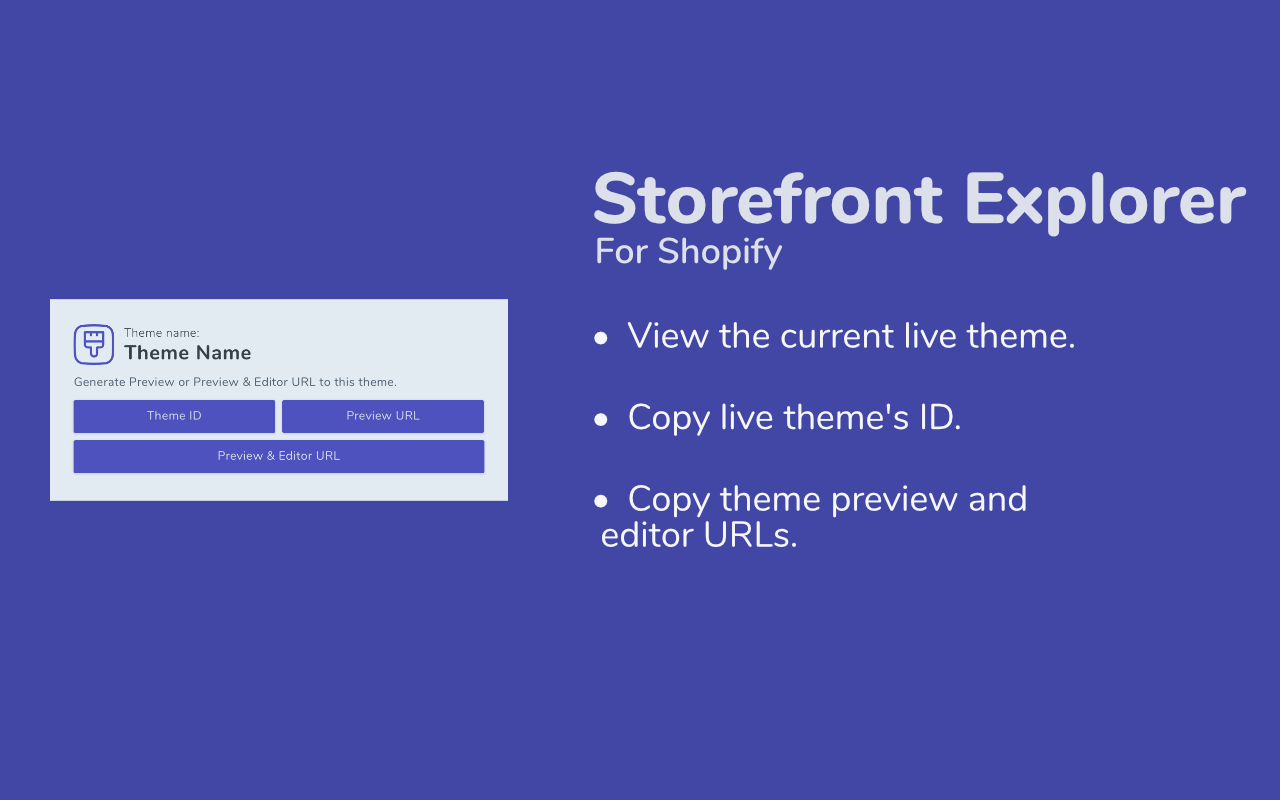 Storefront Explorer
For Shopify
Theme name:
Theme Name
Generate Preview or Preview & Editor URL to this theme.
Theme ID
Preview URL
Preview & Editor URL
• View the current live theme.
• Copy live theme's ID.
• Copy theme preview and
editor URLs.